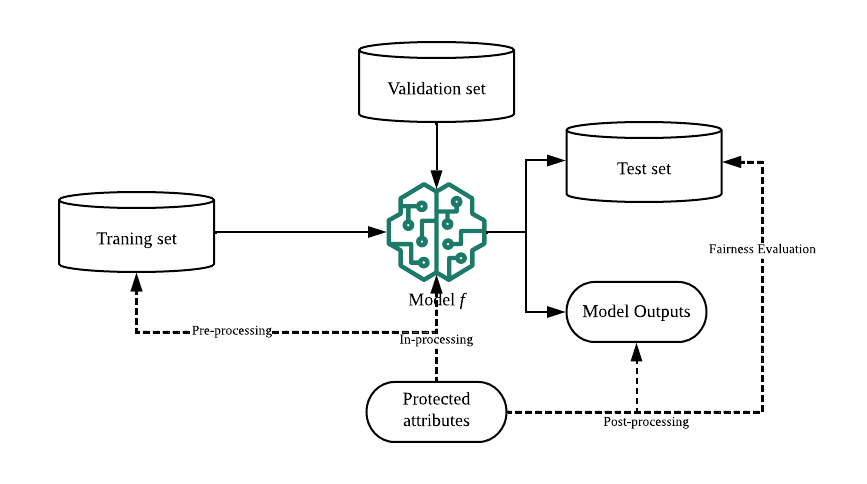 Validation set
Test set
Traning set
Fairness Evaluation
Model f
Model Outputs
Pre-processing
In-processing
Protected
attributes
Post-processing